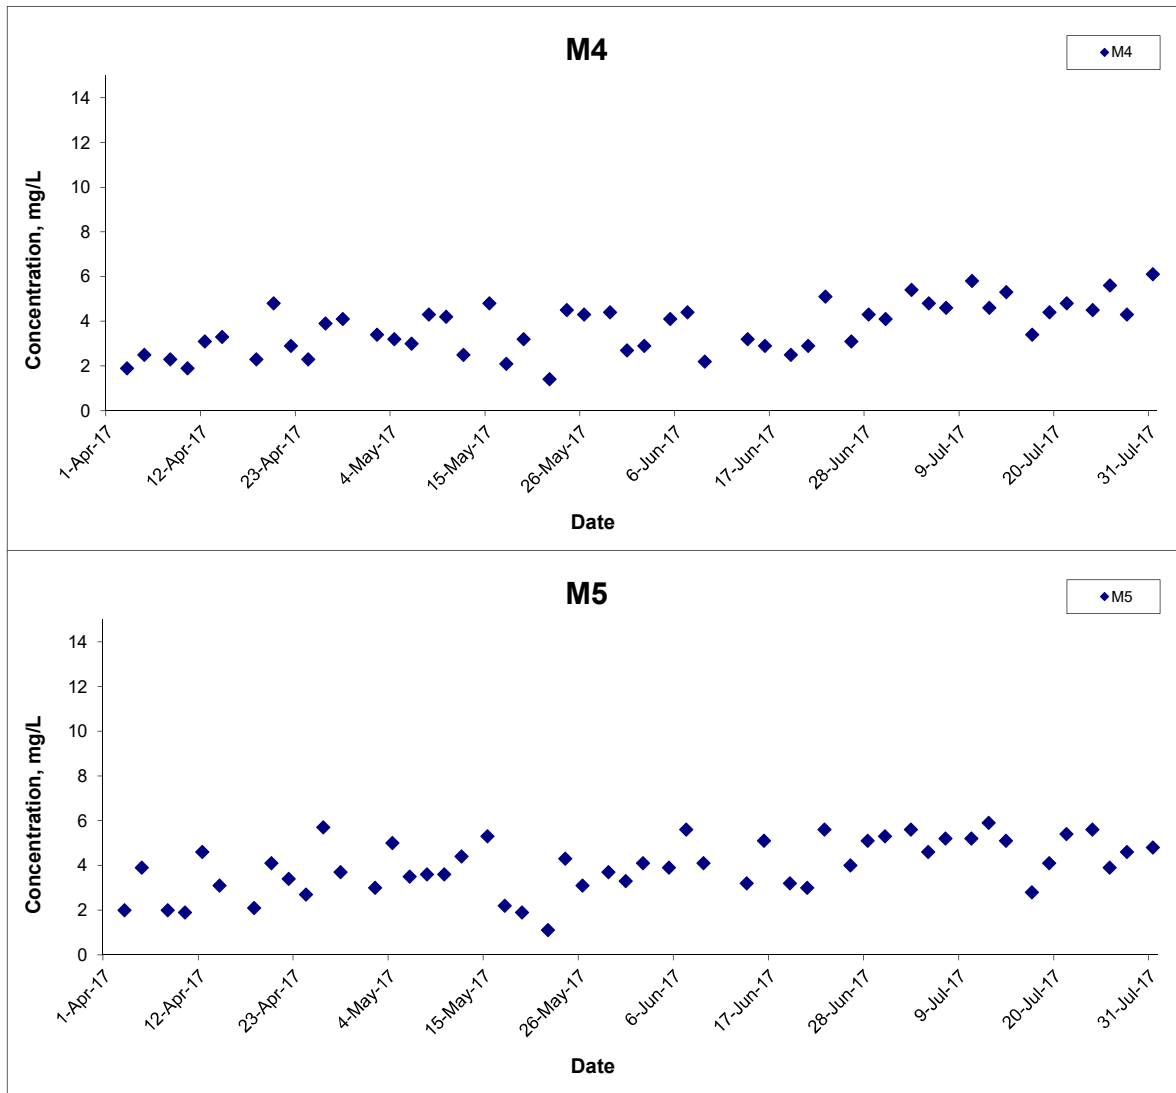 M4
M4
14
12
10
8
6
4
2
0
Concentration, mg/L
1-Apr-17
12-Apr-17
23-Apr-17
4-May-17
15-May-17
26-May-17
6-Jun-17
17-Jun-17
28-Jun-17
9-Jul-17
20-Jul-17
31-Jul-17
Date
M5
M5
14
12
10
8
6
4
2
0
Concentration, mg/L
1-Apr-17
12-Apr-17
23-Apr-17
4-May-17
15-May-17
26-May-17
6-Jun-17
17-Jun-17
28-Jun-17
9-Jul-17
20-Jul-17
31-Jul-17
Date